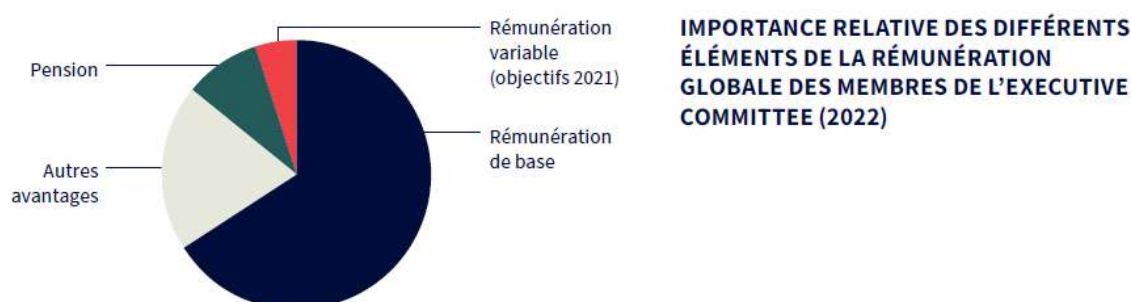 Rémunération
variable
(objectifs 2021)
Pension
Rémunération
de base
Autres
avantages
IMPORTANCE RELATIVE DES DIFFÉRENTS
ÉLÉMENTS DE LA RÉMUNÉRATION
GLOBALE DES MEMBRES DE L’EXECUTIVE
COMMITTEE (2022)